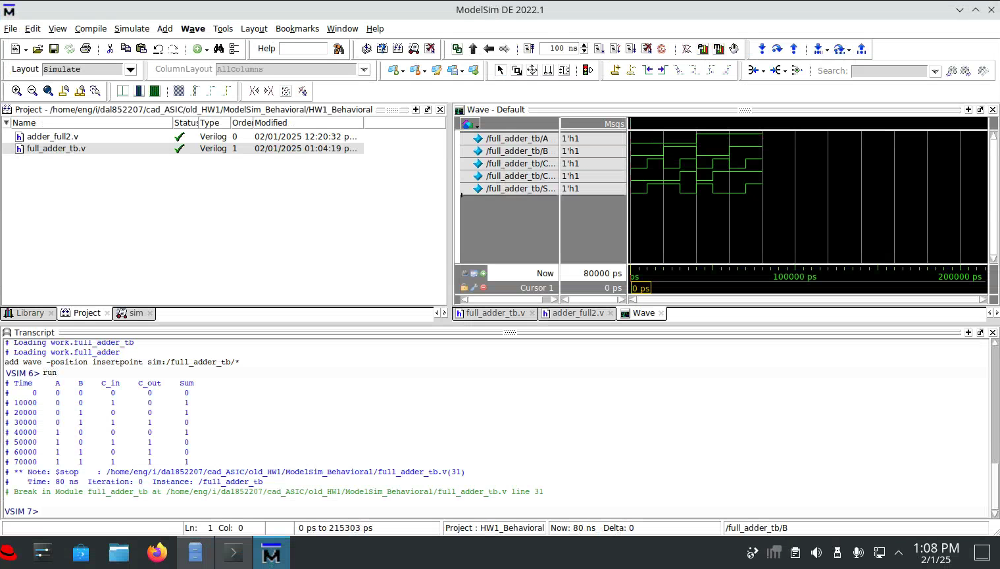 ModelSim DE 2022.1
File Edit View Compile Simulate Add Wave Tools Layout Bookmarks Window Help
Help 100 ns
Layout Simulate ColumnLayout AllColumns Search:
Project - /home/eng/i/dal852207/cad_ASIC/old_HW1/ModelSim_Behavioral/HW1_Behavioral
Name Status Type Order Modified
adder_full2.v Verilog 0 02/01/2025 12:20:32 p...
full_adder_tb.v Verilog 1 02/01/2025 01:04:19 p...
Library Project sim
Wave - Default
Msgs
/full_adder_tb/A 1'h1
/full_adder_tb/B 1'h1
/full_adder_tb/C... 1'h1
/full_adder_tb/C... 1'h1
/full_adder_tb/S... 1'h1
Now 80000 ps ps 100000 ps 200000 ps
Cursor 1 0 ps 0 ps
full_adder_tb.v adder_full2.v Wave
Transcript
# Loading work.full_adder_tb
# Loading work.full_adder
add wave -position insertpoint sim:/full_adder_tb/*
VSIM 6> run
# Time A B C_in C_out Sum
# 0 0 0 0 0 0
# 10000 0 0 1 0 1
# 20000 0 1 0 0 1
# 30000 0 1 1 1 0
# 40000 1 0 0 0 1
# 50000 1 0 1 1 0
# 60000 1 1 0 1 0
# 70000 1 1 1 1 1
# ** Note: $stop : /home/eng/i/dal852207/cad_ASIC/old_HW1/ModelSim_Behavioral/full_adder_tb.v(31)
# Time: 80 ns Iteration: 0 Instance: /full_adder_tb
# Break in Module full_adder_tb at /home/eng/i/dal852207/cad_ASIC/old_HW1/ModelSim_Behavioral/full_adder_tb.v line 31
VSIM 7>
Ln: 1 Col: 0 0 ps to 215303 ps Project : HW1_Behavioral Now: 80 ns Delta: 0 /full_adder_tb/B
1:08 PM
2/1/25